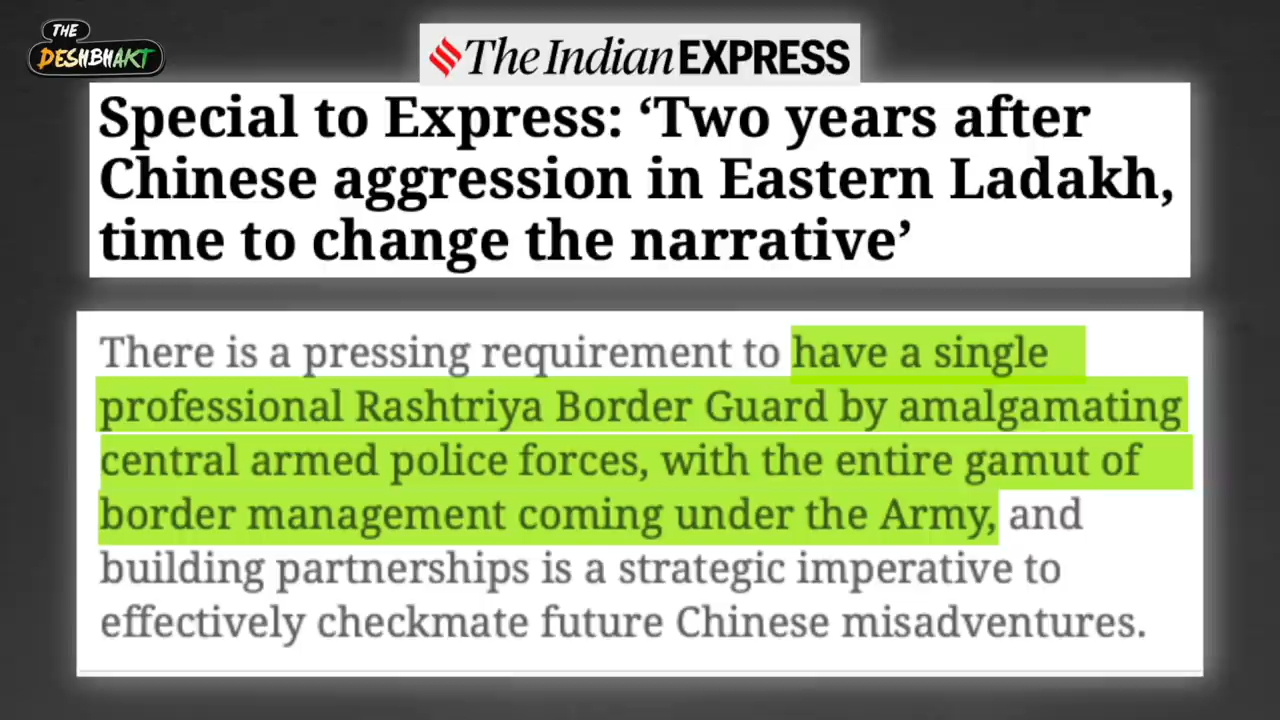 THE
DESHBHAKT
The Indian EXPRESS
Special to Express: ‘Two years after
Chinese aggression in Eastern Ladakh,
time to change the narrative’
There is a pressing requirement to have a single
professional Rashtriya Border Guard by amalgamating
central armed police forces, with the entire gamut of
border management coming under the Army, and
building partnerships is a strategic imperative to
effectively checkmate future Chinese misadventures.